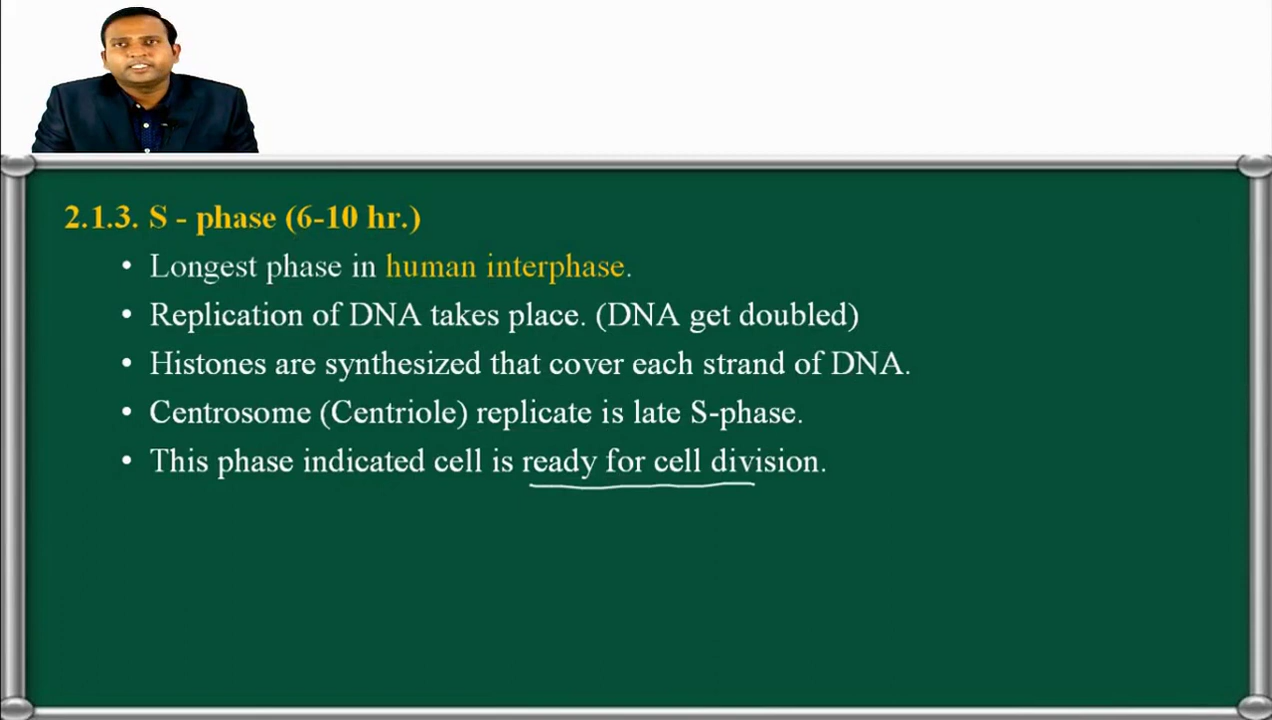 2.1.3. S - phase (6-10 hr.)
• Longest phase in human interphase.
• Replication of DNA takes place. (DNA get doubled)
• Histones are synthesized that cover each strand of DNA.
• Centrosome (Centriole) replicate is late S-phase.
• This phase indicated cell is ready for cell division.